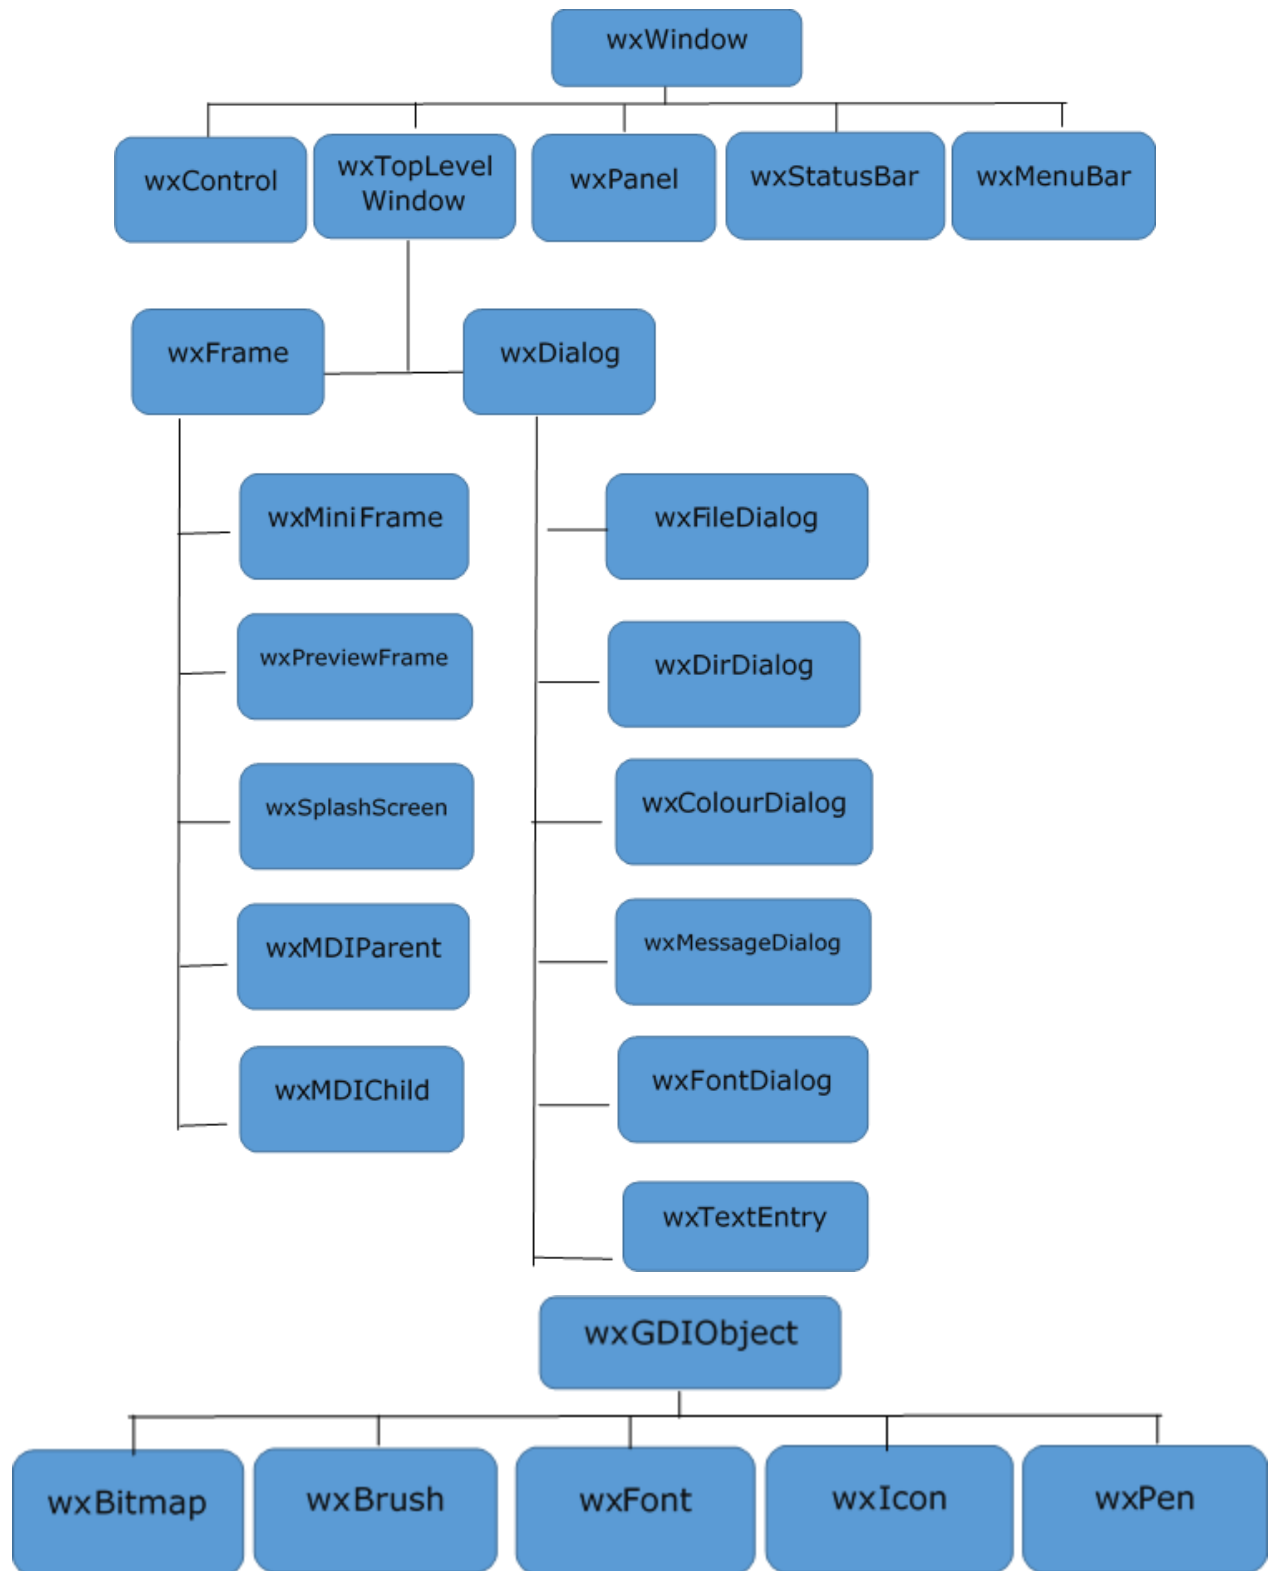 wxWindow
wxControl
wxTopLevel
Window
wxPanel
wxStatusBar
wxMenuBar
wxFrame
wxDialog
wxMiniFrame
wxFileDialog
wxPreviewFrame
wxDirDialog
wxSplashScreen
wxColourDialog
wxMDIParent
wxMessageDialog
wxMDIChild
wxFontDialog
wxTextEntry
wxGDIObject
wxBitmap
wxBrush
wxFont
wxIcon
wxPen